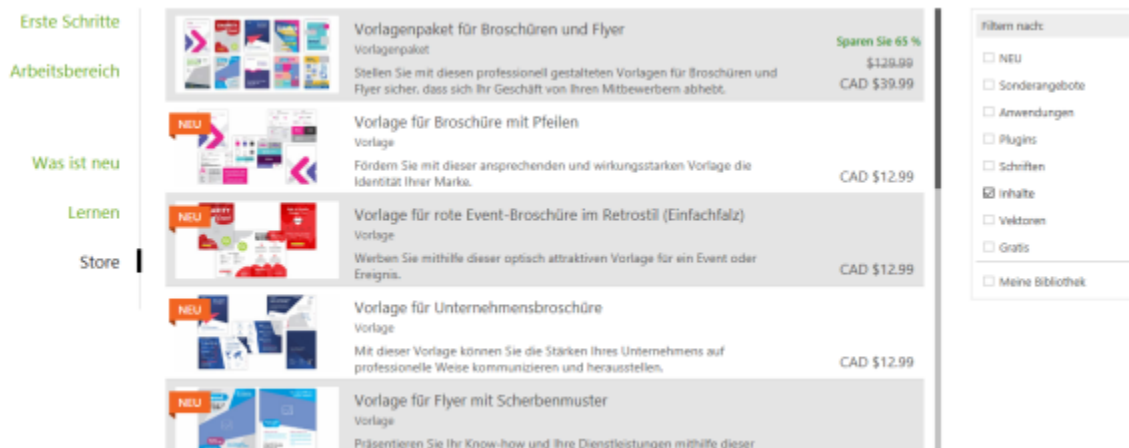 Erste Schritte
Arbeitsbereich
Was ist neu
Lernen
Store
Vorlagenpaket für Broschüren und Flyer
Vorlagenpaket
Stellen Sie mit diesen professionell gestalteten Vorlagen für Broschüren und
Flyer sicher, dass sich Ihr Geschäft von Ihren Mitbewerbern abhebt.
Sparen Sie 65 %
$129.99
CAD $39.99
NEU
Vorlage für Broschüre mit Pfeilen
Vorlage
Fördern Sie mit dieser ansprechenden und wirkungsstarken Vorlage die
Identität Ihrer Marke.
CAD $12.99
NEU
Vorlage für rote Event-Broschüre im Retrostil (Einfachfalz)
Vorlage
Werben Sie mithilfe dieser optisch attraktiven Vorlage für ein Event oder
Ereignis.
CAD $12.99
NEU
Vorlage für Unternehmensbroschüre
Vorlage
Mit dieser Vorlage können Sie die Stärken Ihres Unternehmens auf
professionelle Weise kommunizieren und herausstellen.
CAD $12.99
NEU
Vorlage für Flyer mit Scherbenmuster
Vorlage
Präsentieren Sie Ihr Know-how und Ihre Dienstleistungen mithilfe dieser
Filtern nach:
NEU
Sonderangebote
Anwendungen
Plugins
Schriften
Inhalte
Vektoren
Gratis
Meine Bibliothek